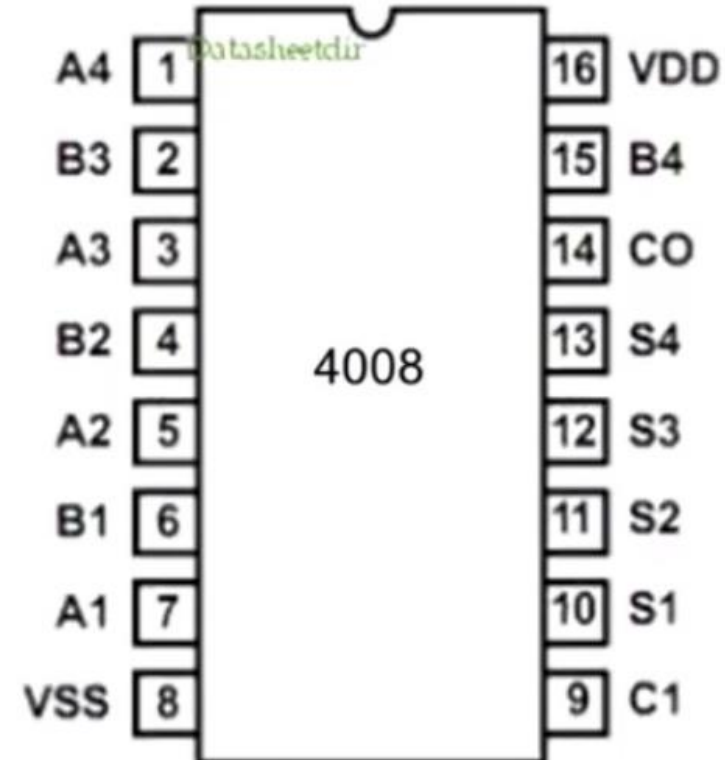 Datasheetdir
A4 1 16 VDD
B3 2 15 B4
A3 3 14 CO
B2 4 13 S4
4008
A2 5 12 S3
B1 6 11 S2
A1 7 10 S1
VSS 8 9 C1